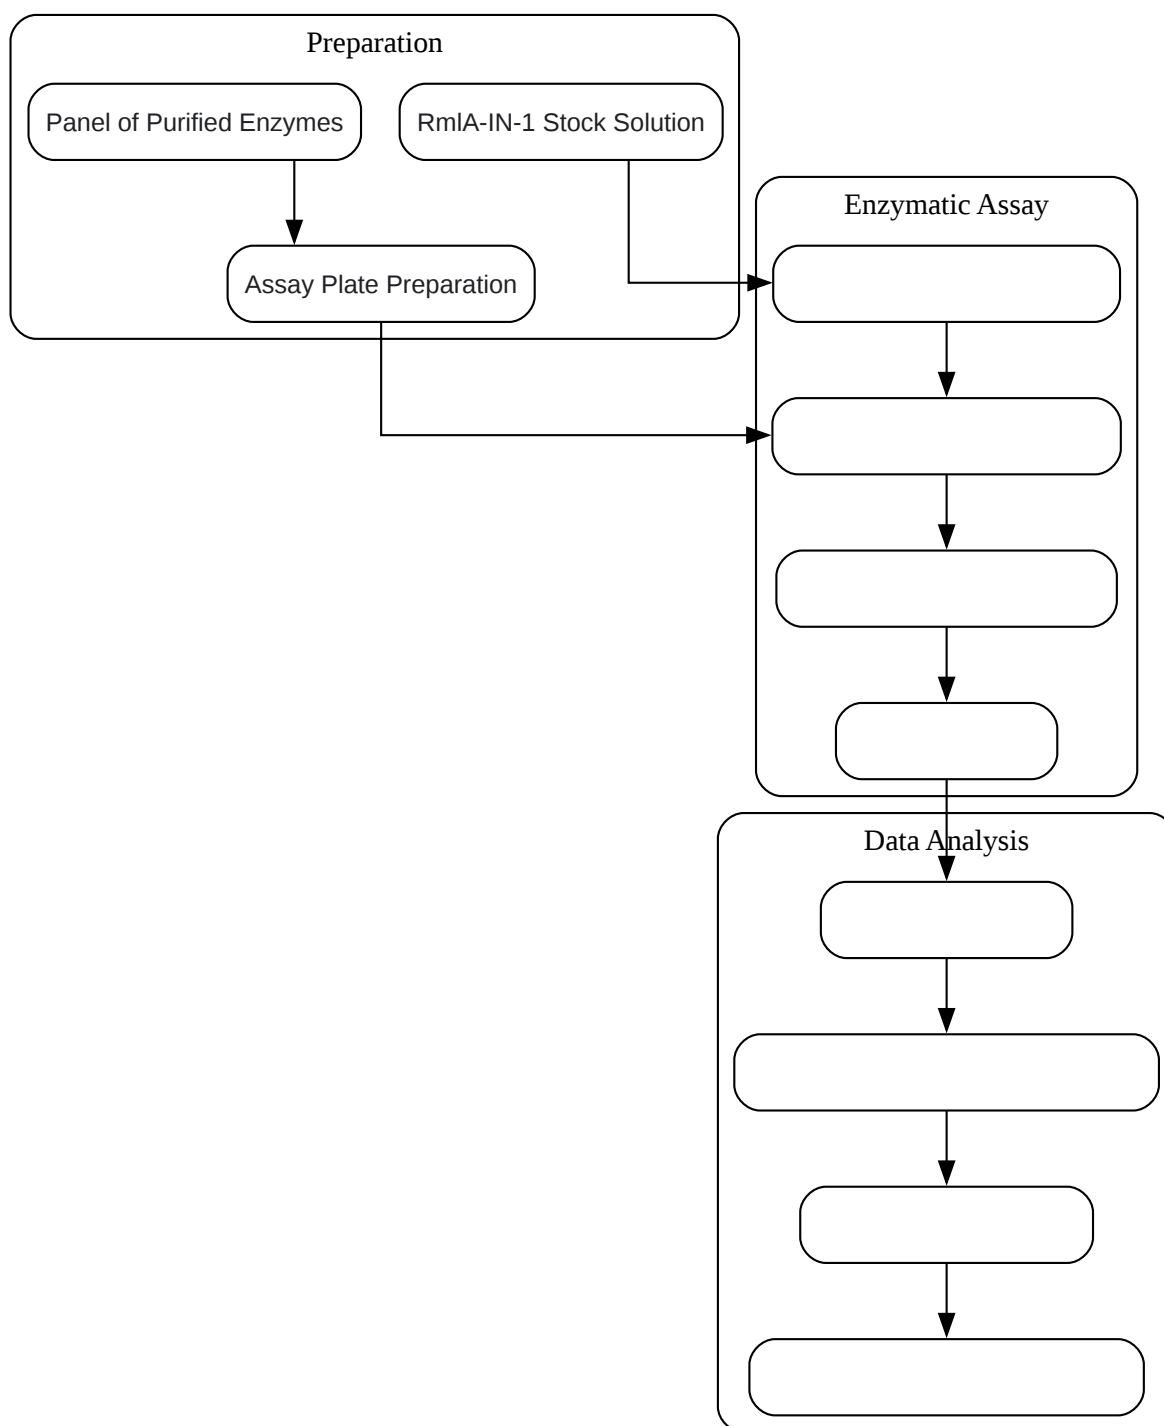 Preparation
Panel of Purified Enzymes
RmlA-IN-1 Stock Solution
Assay Plate Preparation
Enzymatic Assay
Data Analysis